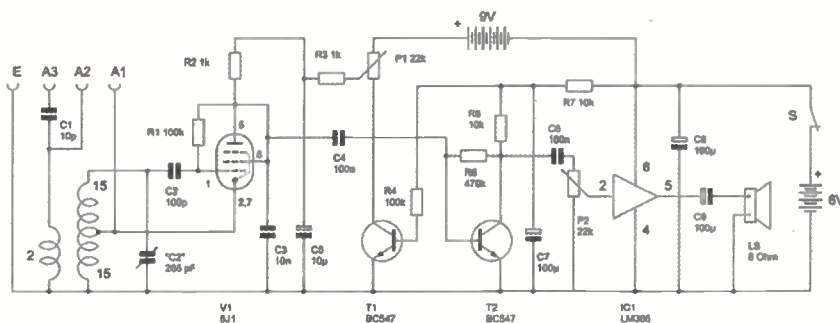 9V
+
E A3 A2 A1
R2 1k
R3 1k
P1 22k
C1
10p
R1 100k
R7 10k
10k
C8
160µ
S
+
6V
15
C2
100p
1
6
8
2,7
C4
100n
R4
100k
R6
470k
C6
100n
2
6
5
4
P2
22k
C9
100µ
LS
8 Ohm
2
15
"C2"
265 pF
C3
10n
C5
10µ
C7
100µ
V1
6J1
T1
BC547
T2
BC547
IC1
LM386